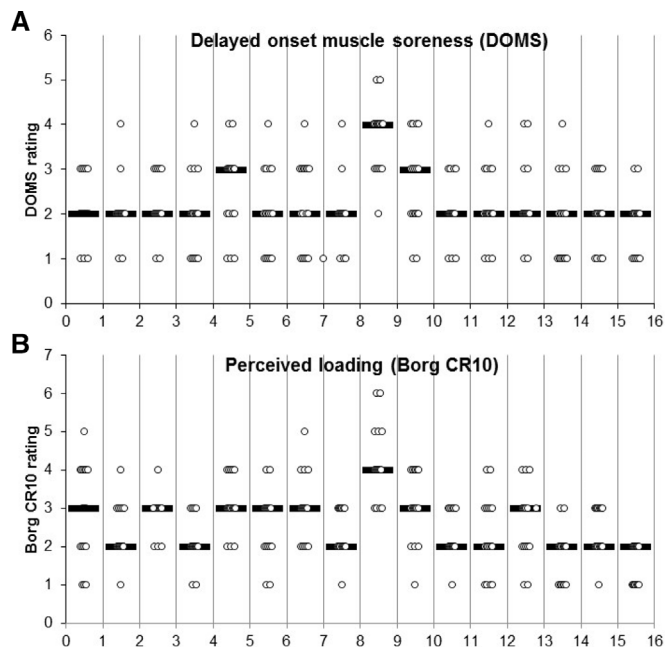 A
Delayed onset muscle soreness (DOMS)
DOMS rating
6
5
4
3
2
1
0
0 1 2 3 4 5 6 7 8 9 10 11 12 13 14 15 16
B
Perceived loading (Borg CR10)
Borg CR10 rating
7
6
5
4
3
2
1
0
0 1 2 3 4 5 6 7 8 9 10 11 12 13 14 15 16